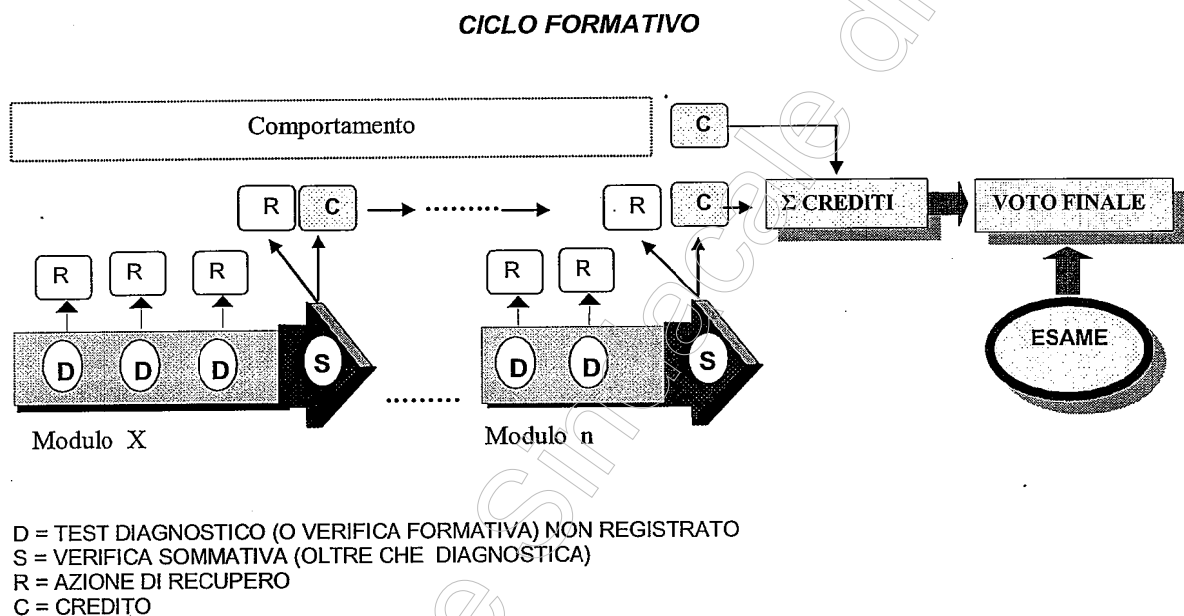 CICLO FORMATIVO
Comportamento
C
R C R C Σ CREDITI VOTO FINALE
R R R R R
D D D S D D S ESAME
Modulo X Modulo n
D = TEST DIAGNOSTICO (O VERIFICA FORMATIVA) NON REGISTRATO
S = VERIFICA SOMMATIVA (OLTRE CHE DIAGNOSTICA)
R = AZIONE DI RECUPERO
C = CREDITO